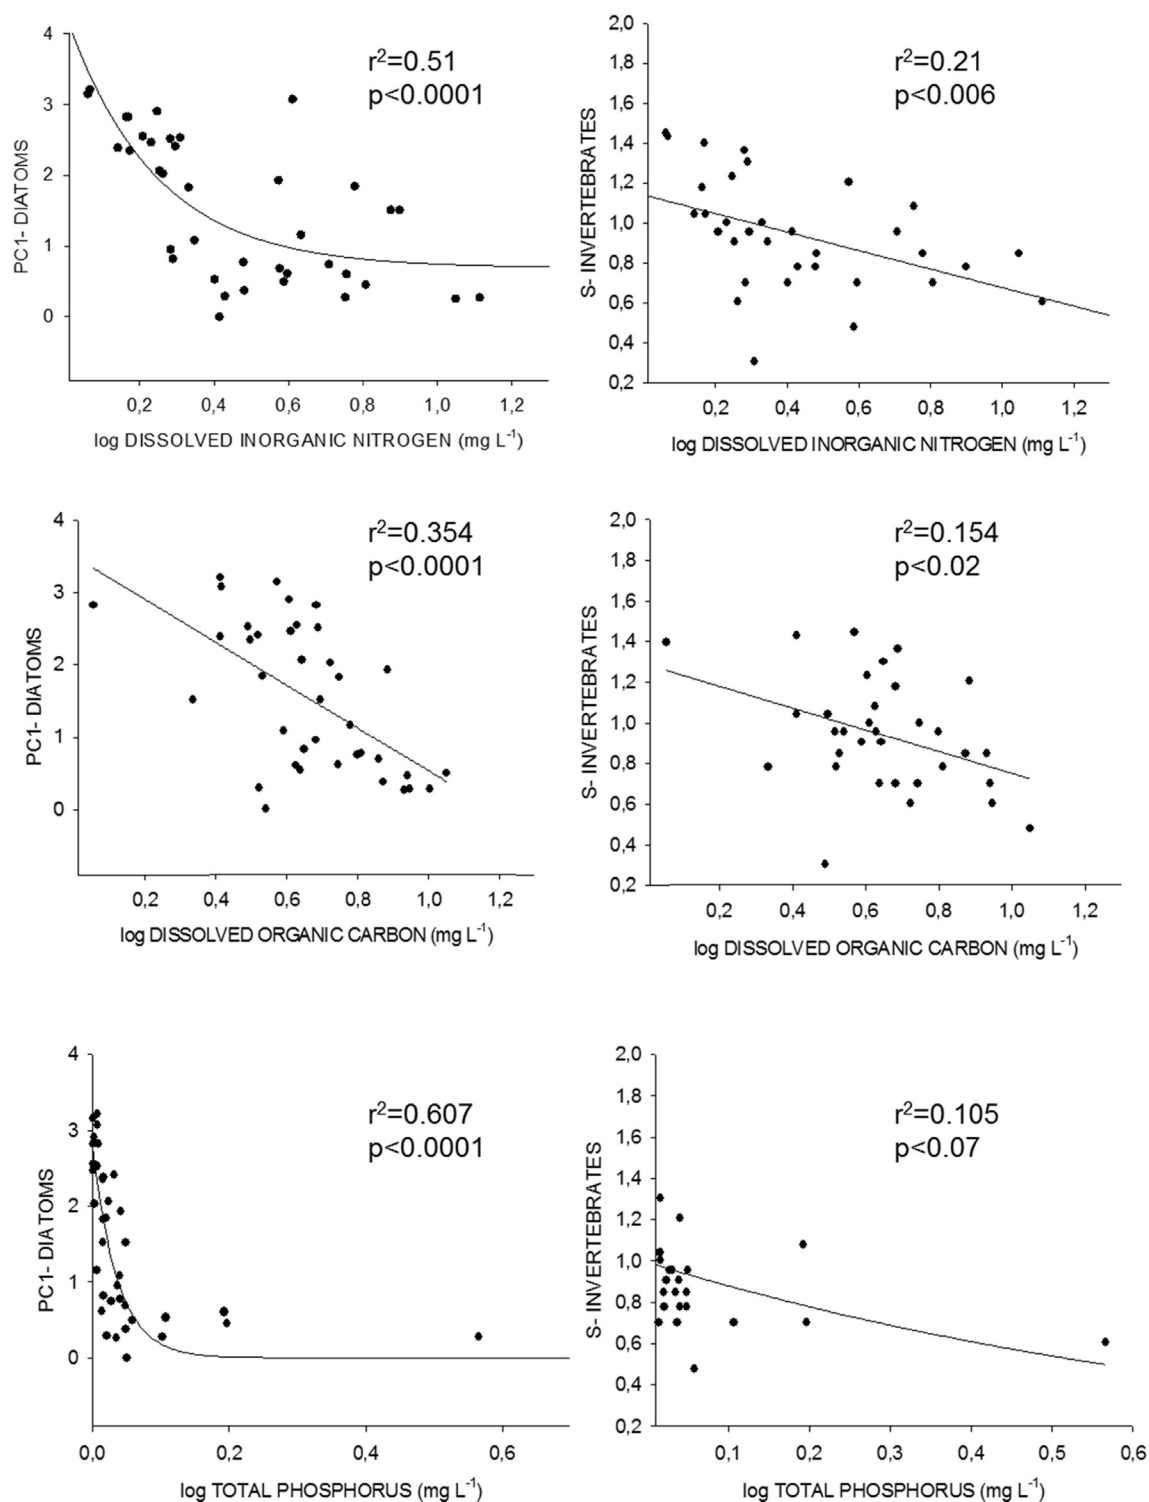 r²=0.51
p<0.0001
PC1- DIATOMS
4
3
2
1
0
0,2 0,4 0,6 0,8 1,0 1,2
log DISSOLVED INORGANIC NITROGEN (mg L⁻¹)
r²=0.21
p<0.006
S- INVERTEBRATES
2,0
1,8
1,6
1,4
1,2
1,0
0,8
0,6
0,4
0,2
0,2 0,4 0,6 0,8 1,0 1,2
log DISSOLVED INORGANIC NITROGEN (mg L⁻¹)
r²=0.354
p<0.0001
PC1- DIATOMS
4
3
2
1
0
0,2 0,4 0,6 0,8 1,0 1,2
log DISSOLVED ORGANIC CARBON (mg L⁻¹)
r²=0.154
p<0.02
S- INVERTEBRATES
2,0
1,8
1,6
1,4
1,2
1,0
0,8
0,6
0,4
0,2
0,2 0,4 0,6 0,8 1,0 1,2
log DISSOLVED ORGANIC CARBON (mg L⁻¹)
r²=0.607
p<0.0001
PC1- DIATOMS
4
3
2
1
0
0,0 0,2 0,4 0,6
log TOTAL PHOSPHORUS (mg L⁻¹)
r²=0.105
p<0.07
S- INVERTEBRATES
2,0
1,8
1,6
1,4
1,2
1,0
0,8
0,6
0,4
0,2
0,1 0,2 0,3 0,4 0,5 0,6
log TOTAL PHOSPHORUS (mg L⁻¹)